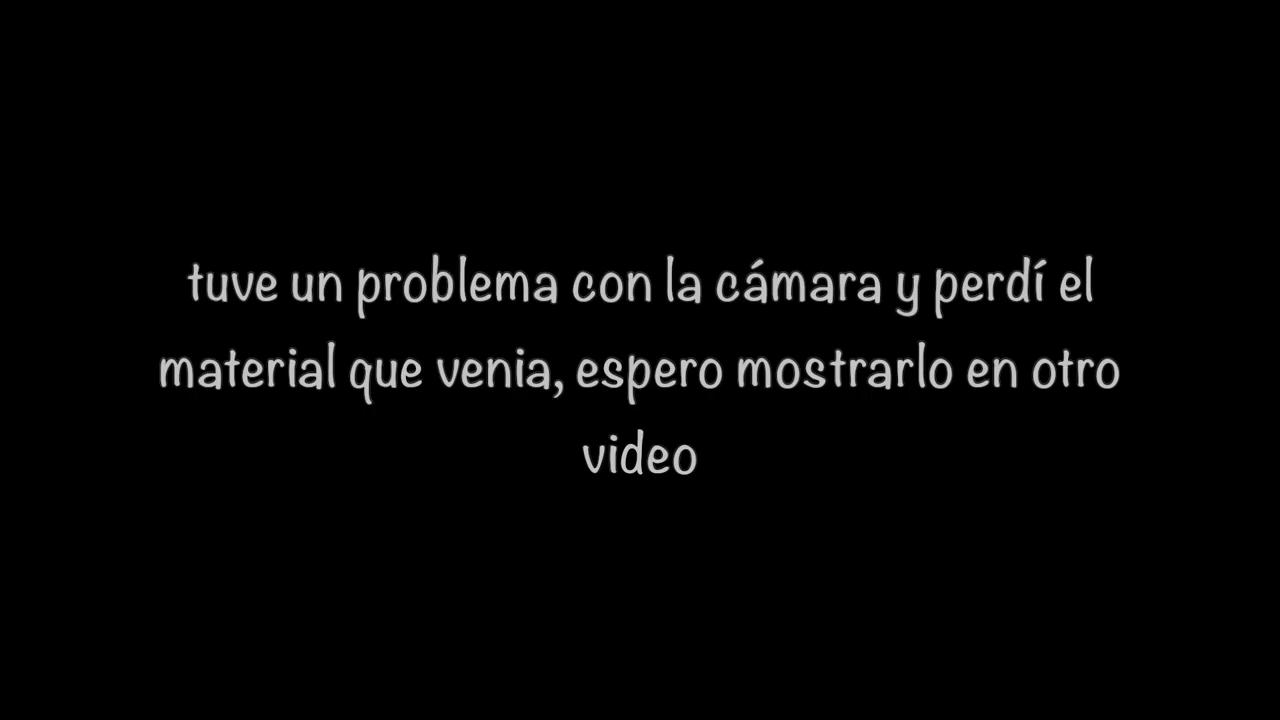 tuve un problema con la cámara y perdí el
material que venia, espero mostrarlo en otro
video